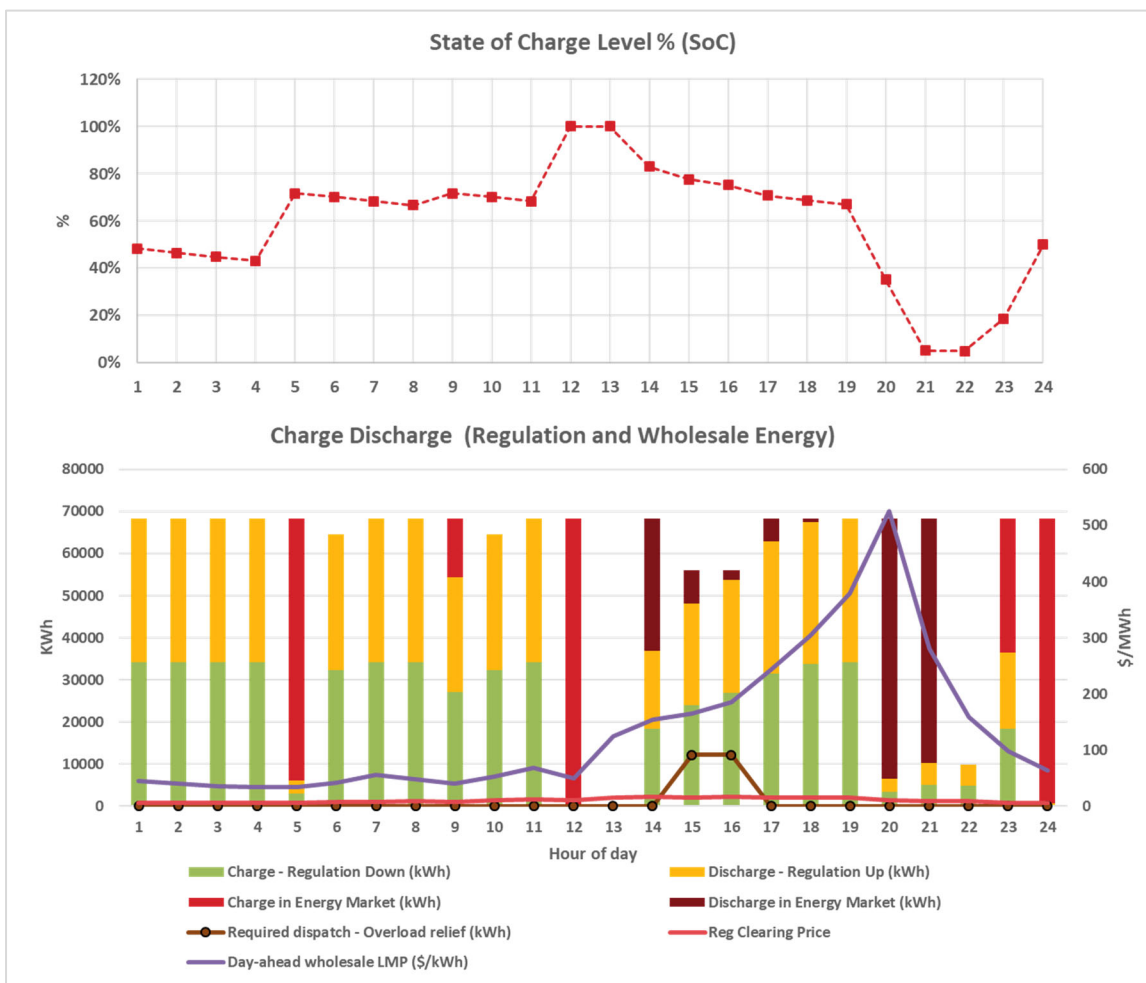 State of Charge Level % (SoC)
120%
100%
80%
60%
40%
20%
0%
%
1 2 3 4 5 6 7 8 9 10 11 12 13 14 15 16 17 18 19 20 21 22 23 24
Charge Discharge (Regulation and Wholesale Energy)
80000
70000
60000
50000
40000
30000
20000
10000
0
KWh
600
500
400
300
200
100
0
$/MWh
1 2 3 4 5 6 7 8 9 10 11 12 13 14 15 16 17 18 19 20 21 22 23 24
Hour of day
Charge - Regulation Down (kWh)
Discharge - Regulation Up (kWh)
Charge in Energy Market (kWh)
Discharge in Energy Market (kWh)
Required dispatch - Overload relief (kWh)
Reg Clearing Price
Day-ahead wholesale LMP ($/kWh)